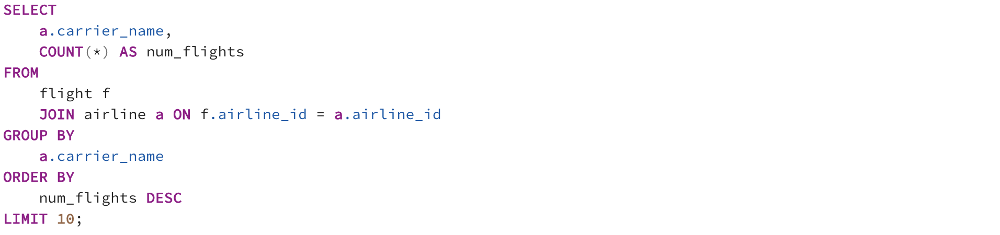 SELECT
    a.carrier_name,
    COUNT(*) AS num_flights
FROM
    flight f
    JOIN airline a ON f.airline_id = a.airline_id
GROUP BY
    a.carrier_name
ORDER BY
    num_flights DESC
LIMIT 10;